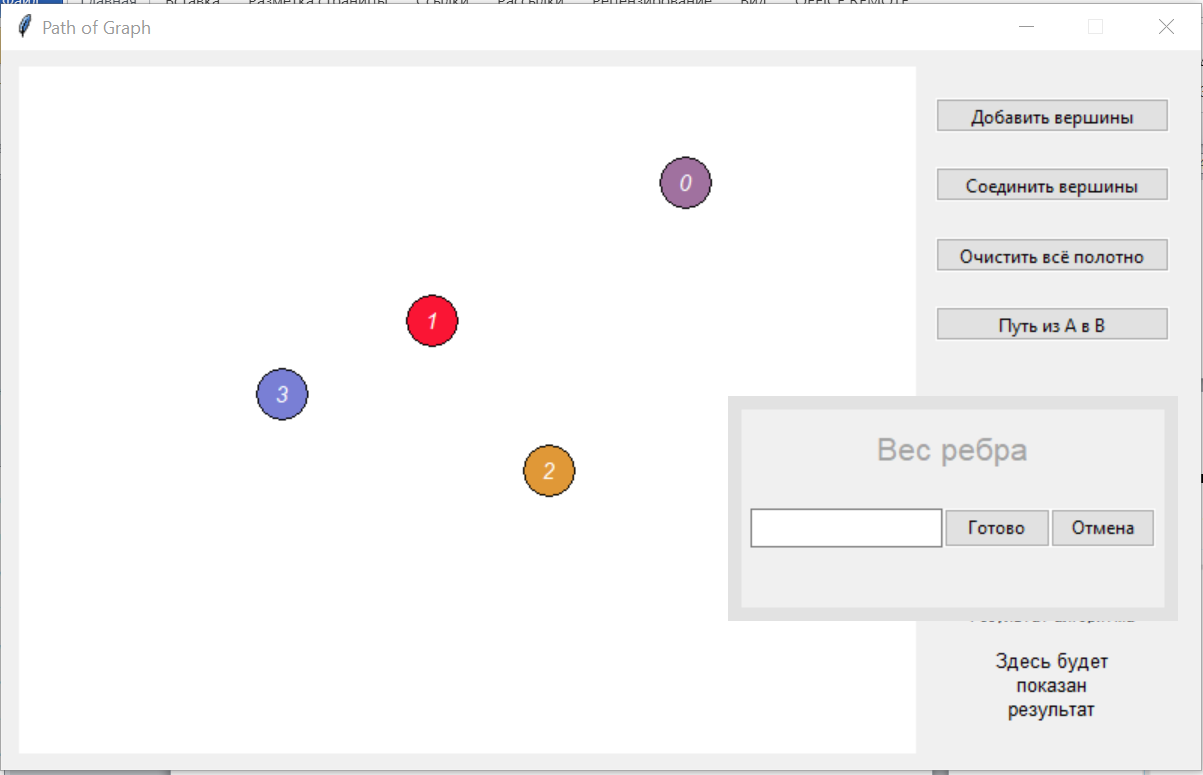 Path of Graph
Добавить вершины
0
Соединить вершины
Очистить всё полотно
1
Путь из А в В
3
Вес ребра
2
Готово Отмена
Здесь будет
показан
результат